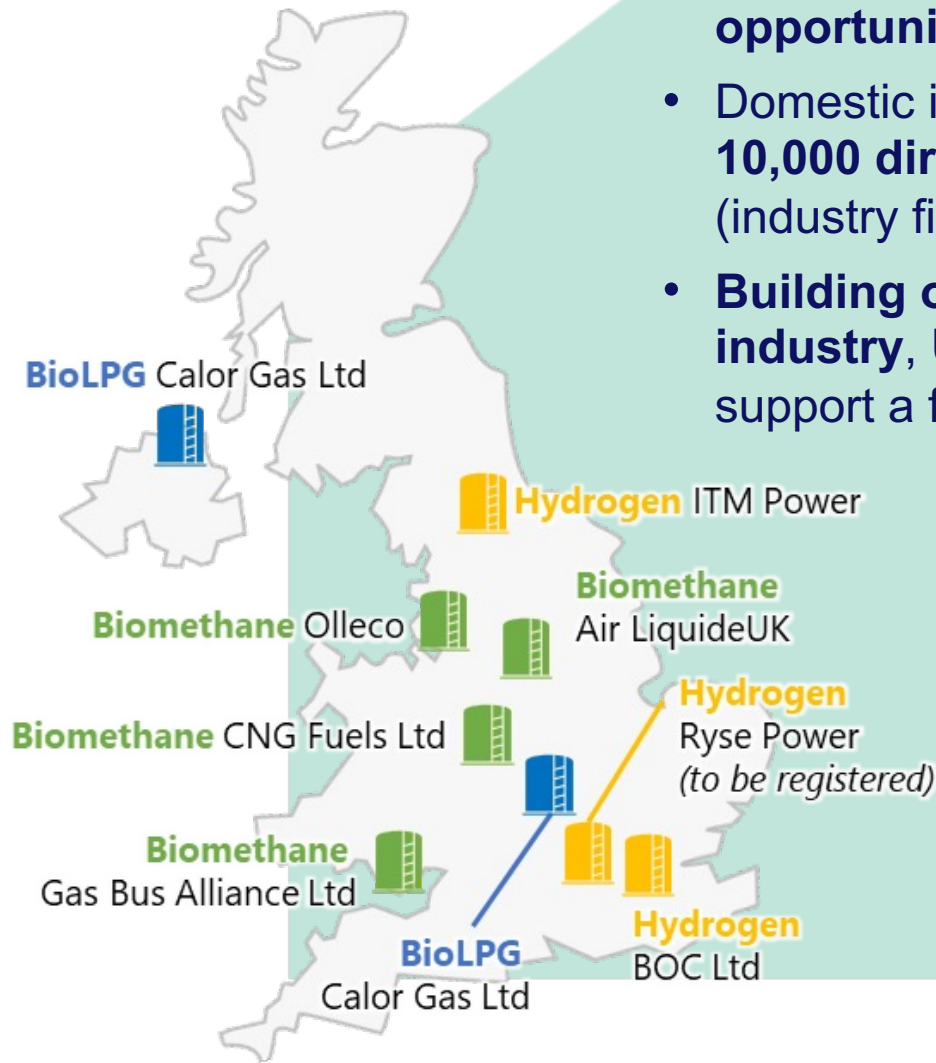 opportuni
• Domestic i
10,000 dir
(industry fi
• Building o
industry, U
support a f
BioLPG Calor Gas Ltd
Hydrogen ITM Power
Biomethane Olleco
Biomethane
Air LiquideUK
Biomethane CNG Fuels Ltd
Hydrogen
Ryse Power
(to be registered)
Biomethane
Gas Bus Alliance Ltd
BioLPG
Calor Gas Ltd
Hydrogen
BOC Ltd